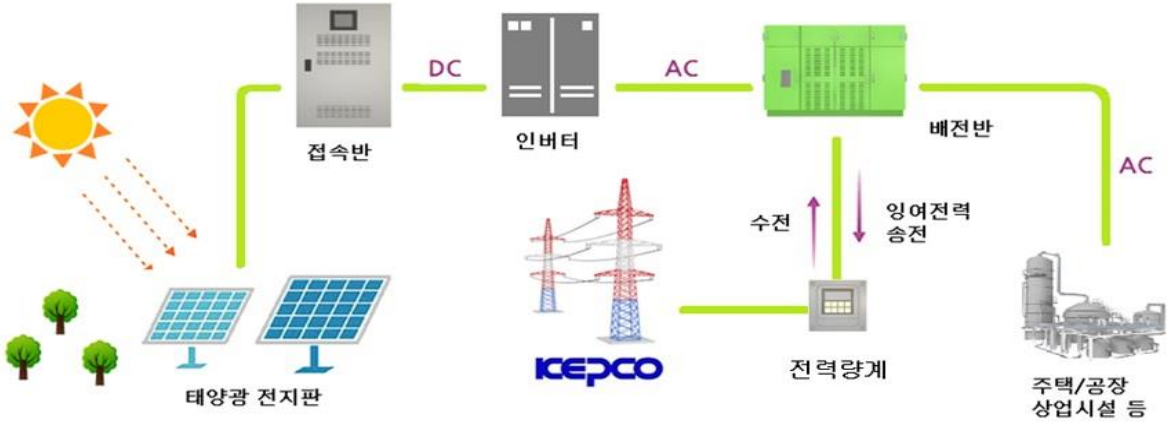 DC
AC
접속반
인버터
배전반
AC
수전
잉여전력
송전
KEPCO
태양광 전지판
전력량계
주택/공장
상업시설 등